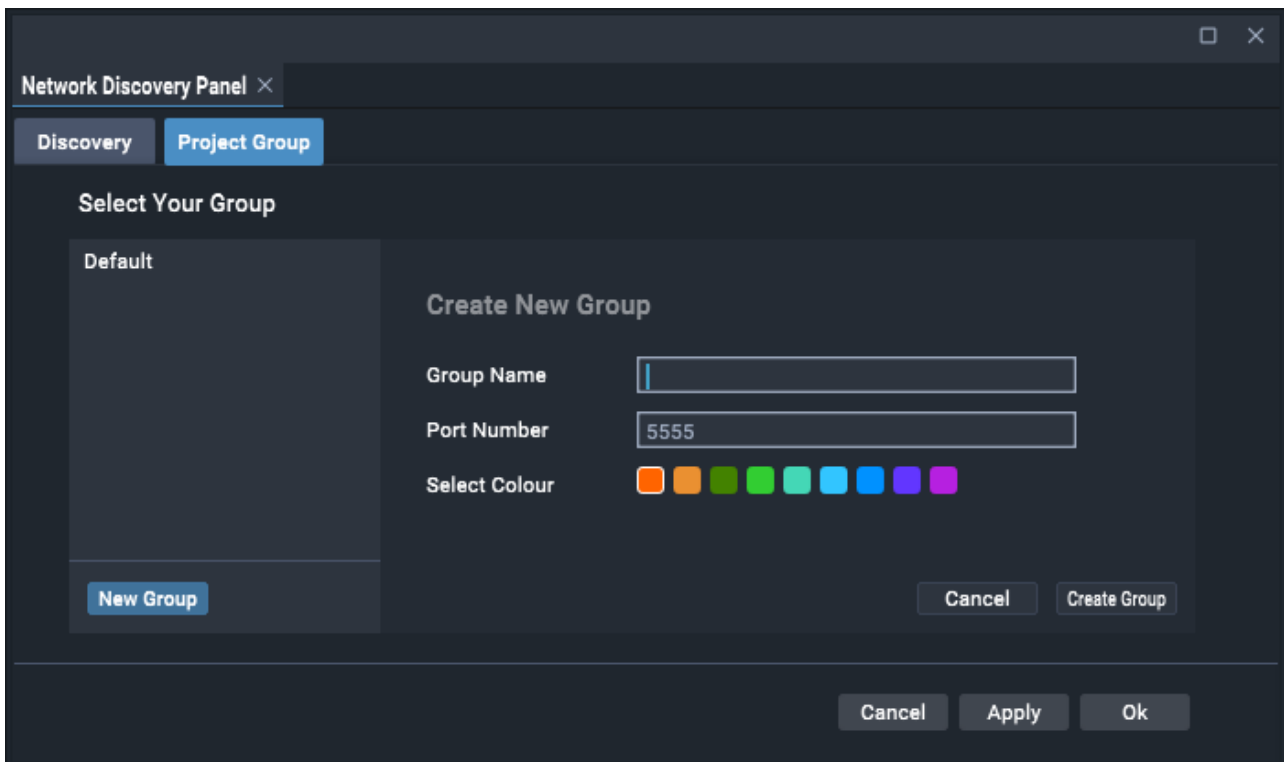 Network Discovery Panel
Discovery Project Group
Select Your Group
Default
Create New Group
Group Name
Port Number 5555
Select Colour
New Group
Cancel Create Group
Cancel Apply Ok